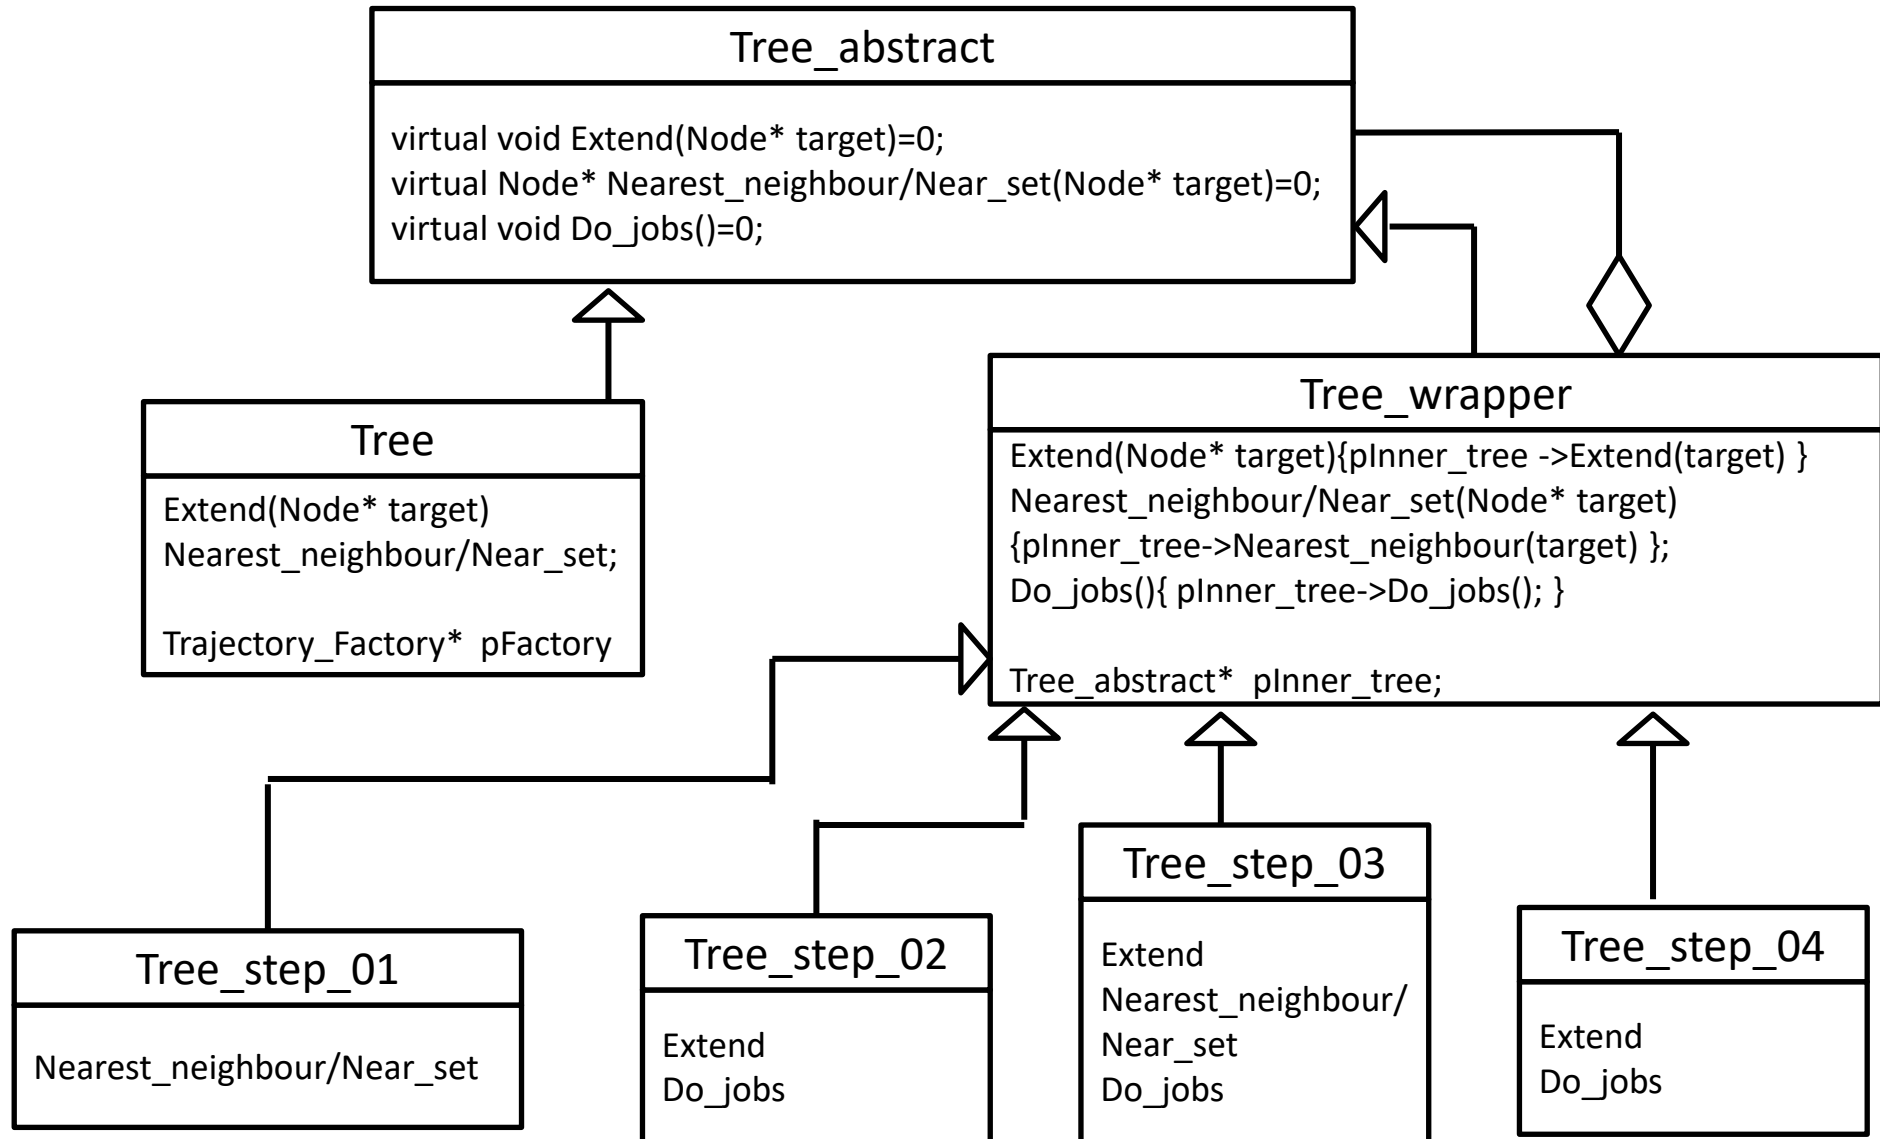 Tree_abstract
virtual void Extend(Node* target)=0;
virtual Node* Nearest_neighbour/Near_set(Node* target)=0;
virtual void Do_jobs()=0;
Tree
Extend(Node* target)
Nearest_neighbour/Near_set;
Trajectory_Factory* pFactory
Tree_wrapper
Extend(Node* target){pInner_tree ->Extend(target) }
Nearest_neighbour/Near_set(Node* target)
{pInner_tree->Nearest_neighbour(target) };
Do_jobs(){ pInner_tree->Do_jobs(); }
Tree_abstract* pInner_tree;
Tree_step_01
Nearest_neighbour/Near_set
Tree_step_02
Extend
Do_jobs
Tree_step_03
Extend
Nearest_neighbour/
Near_set
Do_jobs
Tree_step_04
Extend
Do_jobs